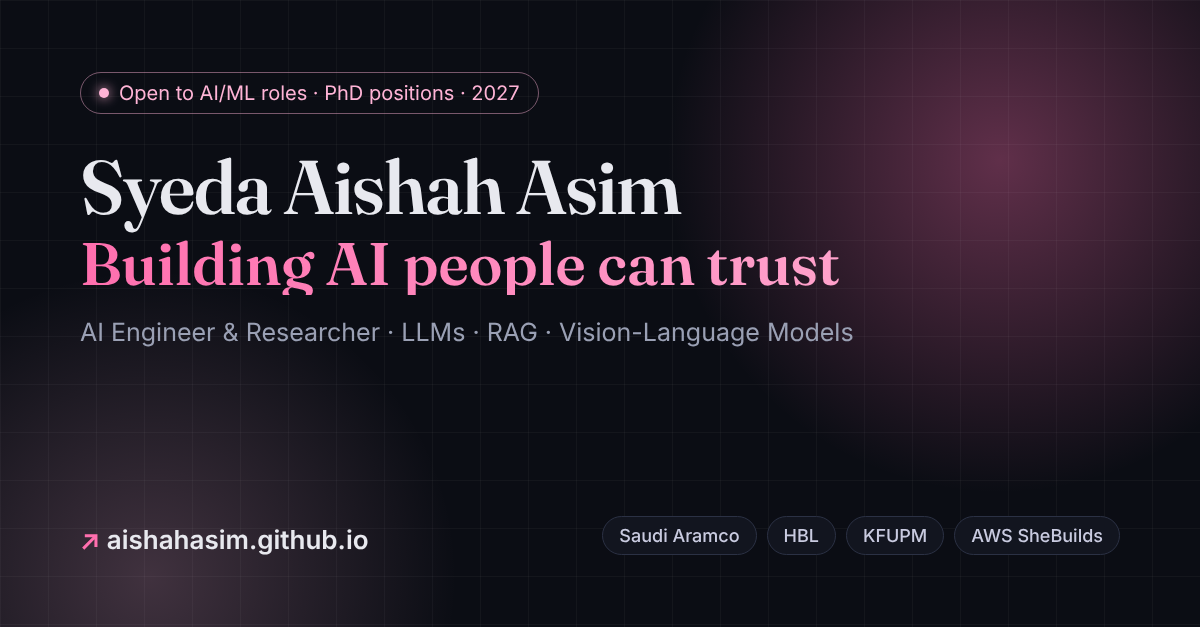 Open to AI/ML roles · PhD positions · 2027
Syeda Aishah Asim
Building AI people can trust
AI Engineer & Researcher · LLMs · RAG · Vision-Language Models
↗ aishahasim.github.io
Saudi Aramco HBL KFUPM AWS SheBuilds